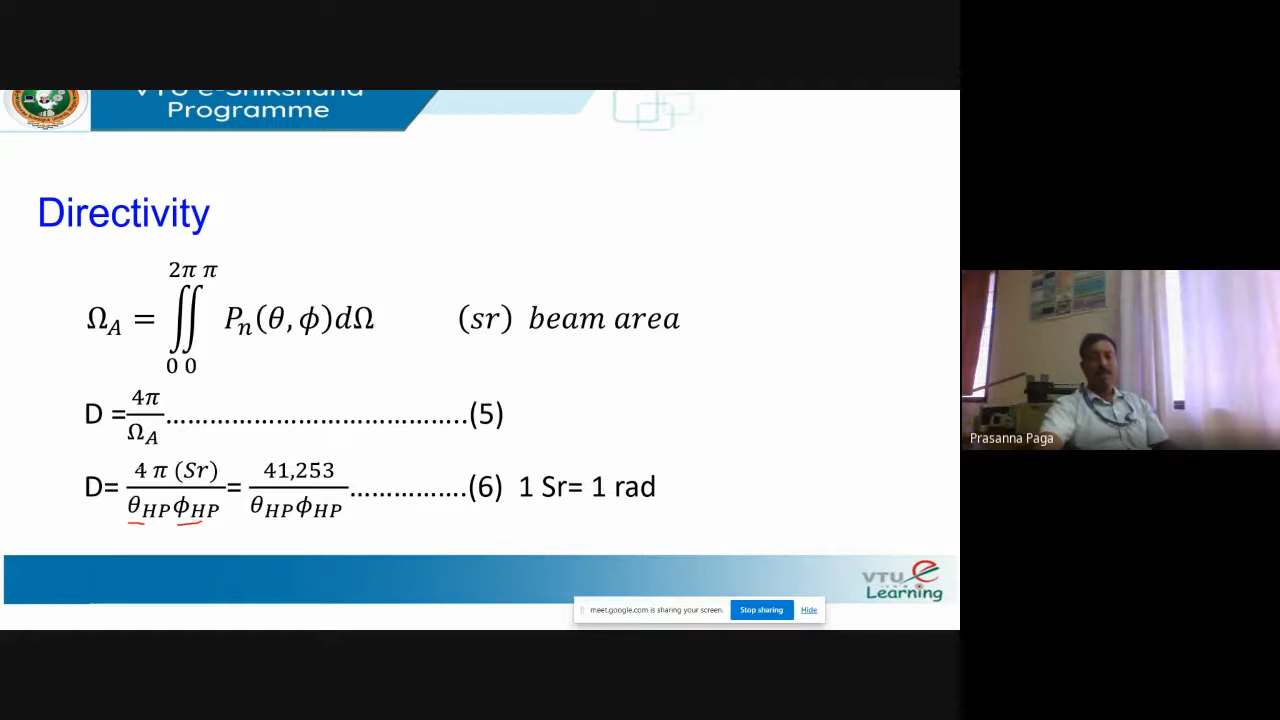 VTU e-Shikshana
Programme
Directivity
2π π
Ω_A = ∬ P_n(θ, ϕ)dΩ (sr) beam area
0 0
D = 4π/Ω_A ……………………………………..(5)
D= 4 π (Sr)/θ_HP ϕ_HP = 41,253/θ_HP ϕ_HP ……………..(6) 1 Sr= 1 rad
VTU e
Learning
meet.google.com is sharing your screen.
Stop sharing
Hide
Prasanna Paga